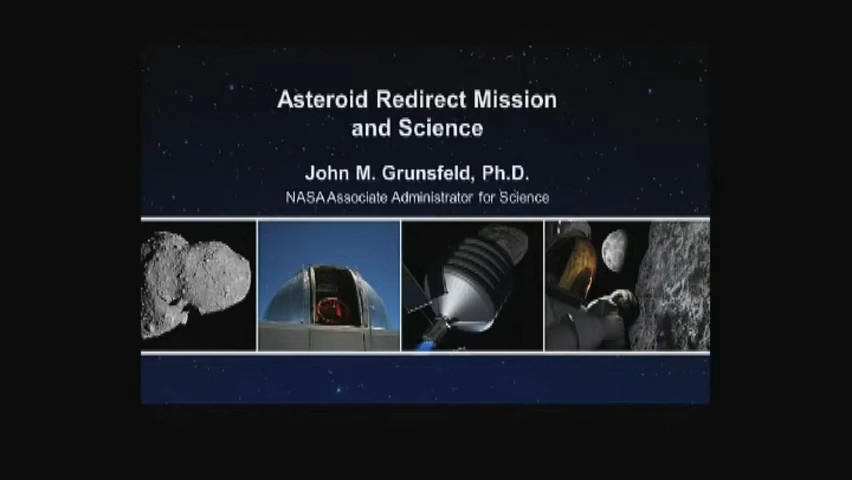 Asteroid Redirect Mission
and Science
John M. Grunsfeld, Ph.D.
NASA Associate Administrator for Science